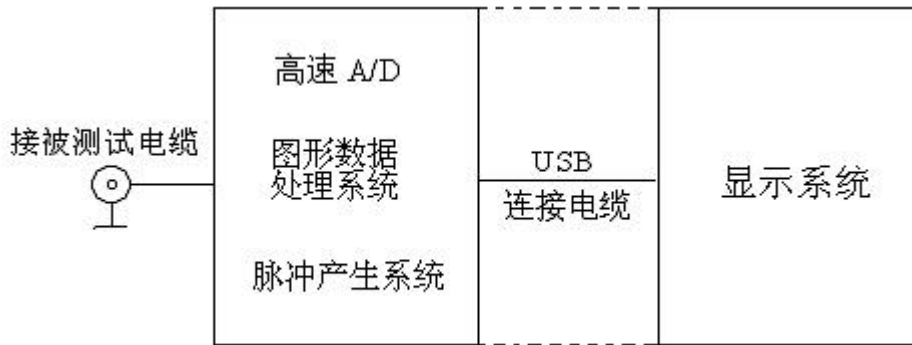 接被测试电缆
高速 A/D
图形数据
处理系统
脉冲产生系统
USB
连接电缆
显示系统